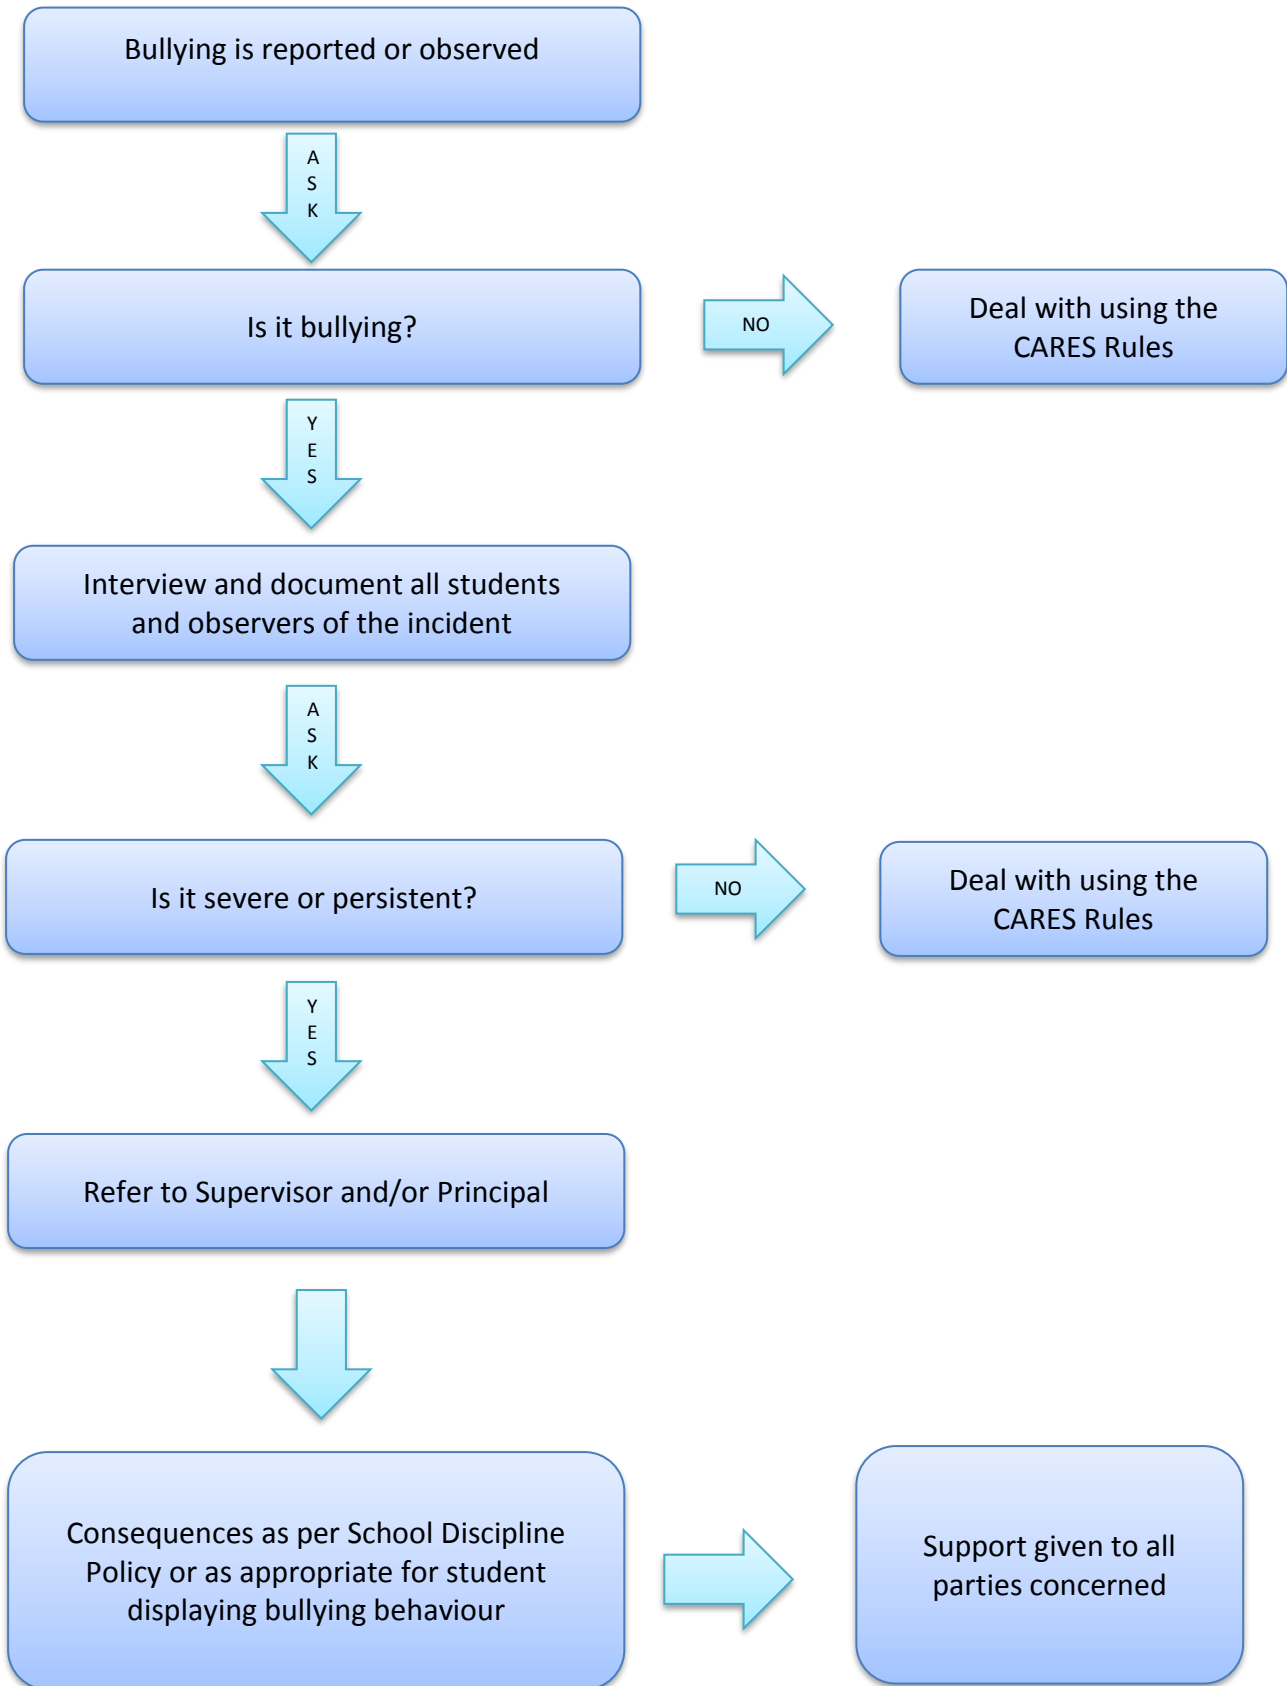 Bullying is reported or observed
A
S
K
Is it bullying?
NO
Deal with using the
CARES Rules
Y
E
S
Interview and document all students
and observers of the incident
A
S
K
Is it severe or persistent?
NO
Deal with using the
CARES Rules
Y
E
S
Refer to Supervisor and/or Principal
Consequences as per School Discipline
Policy or as appropriate for student
displaying bullying behaviour
Support given to all
parties concerned